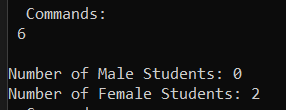 Commands:
6
Number of Male Students: 0
Number of Female Students: 2